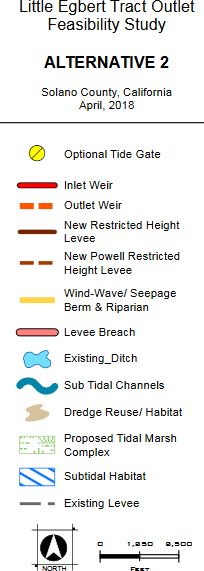 Little Egbert Tract Outlet
Feasibility Study
ALTERNATIVE 2
Solano County, California
April, 2018
Optional Tide Gate
Inlet Weir
Outlet Weir
New Restricted Height
Levee
New Powell Restricted
Height Levee
Wind-Wave/ Seepage
Berm & Riparian
Levee Breach
Existing_Ditch
Sub Tidal Channels
Dredge Reuse/ Habitat
Proposed Tidal Marsh
Complex
Subtidal Habitat
Existing Levee
NORTH
0 1,050 2,500
FEET